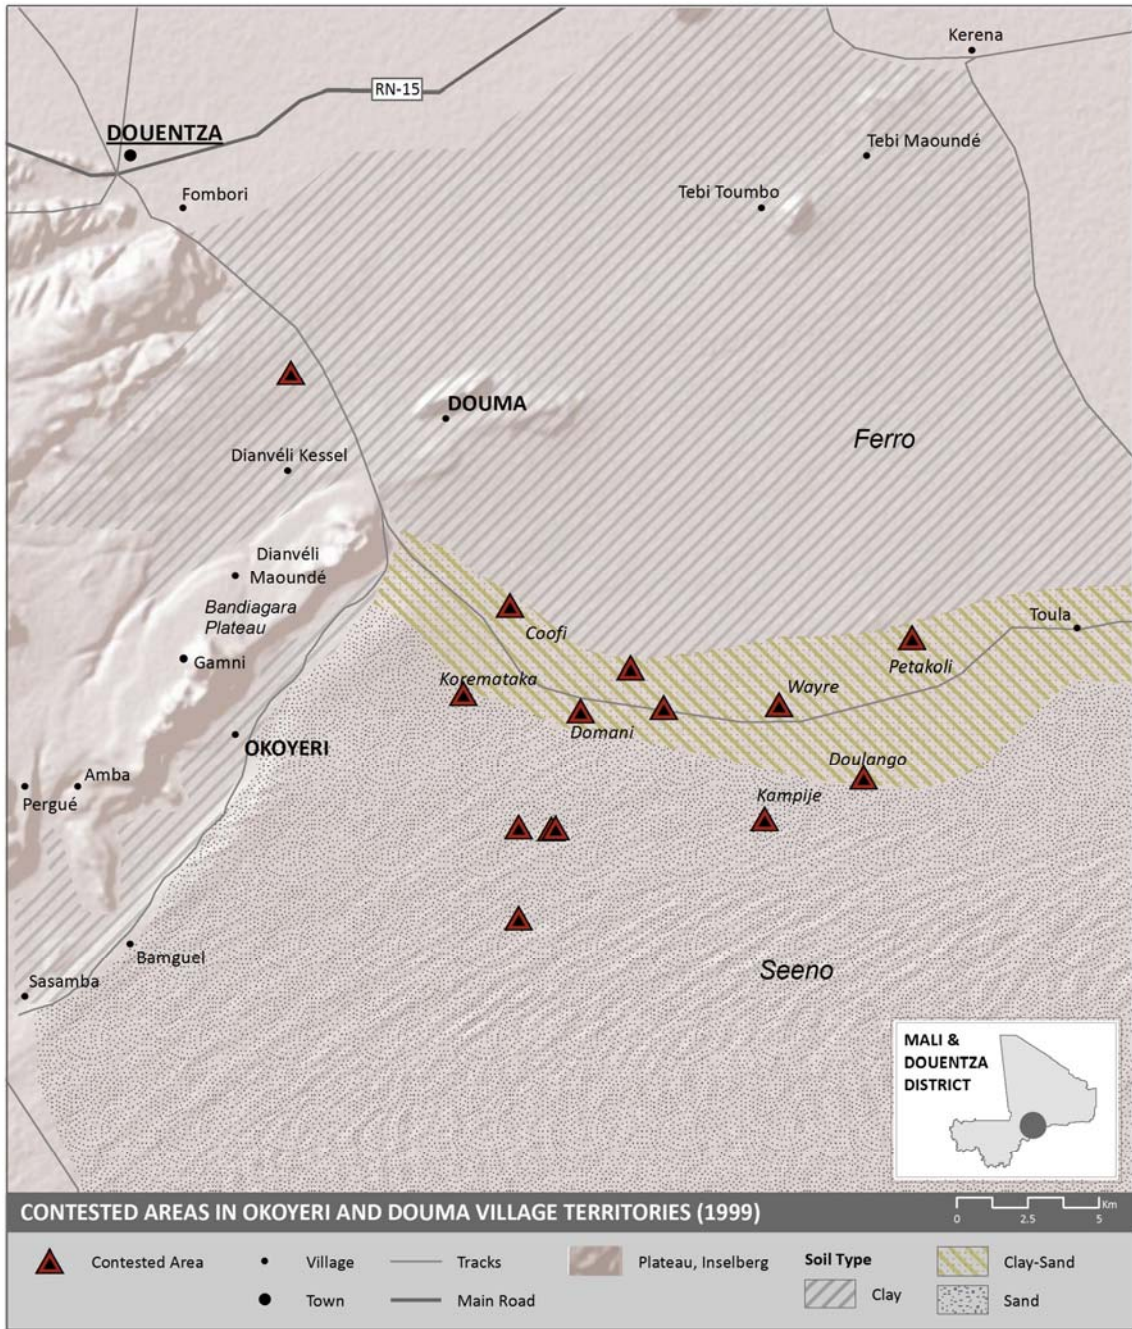 Kerena
RN-15
DOUENTZA
Tebi Maoundé
Fombori
Tebi Toumbo
DOUMA
Ferro
Dianvéli Kessel
Dianvéli
Maoundé
Bandiagara
Plateau
Coofi
Toula
Gamni
Petakoli
Koremataka
Wayre
Domani
OKOYERI
Doulango
Amba
Pergué
Kampije
Bamguel
Seeno
Sasamba
MALI &
DOUENTZA
DISTRICT
CONTESTED AREAS IN OKOYERI AND DOUMA VILLAGE TERRITORIES (1999)
Km
0 2.5 5
Contested Area
Village
Tracks
Plateau, Inselberg
Soil Type
Clay-Sand
Town
Main Road
Clay
Sand